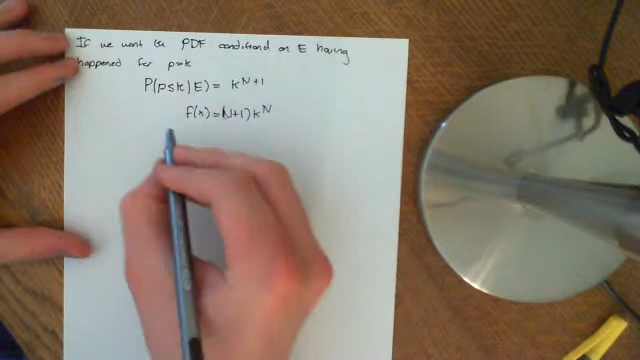 If we want the PDF conditional on E having
happened for p=k
P(p≤k|E) = k^{N+1}
f(x)=(N+1)k^N